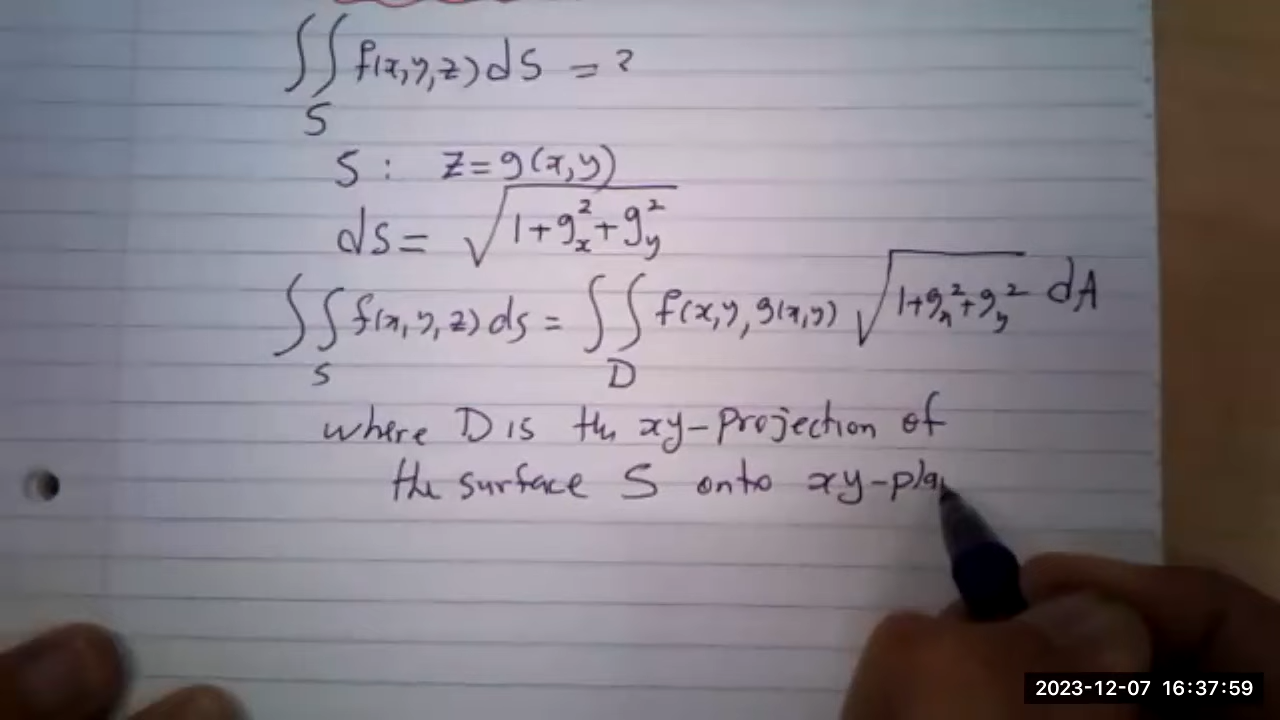 ∫∫_S f(x,y,z) dS = ?
S : z = g(x,y)
ds = √(1+g_x²+g_y²)
∫∫_S f(x,y,z) ds = ∫∫_D f(x,y,g(x,y)) √(1+g_x²+g_y²) dA
where D is the xy-projection of
the surface S onto xy-pla
2023-12-07 16:37:59